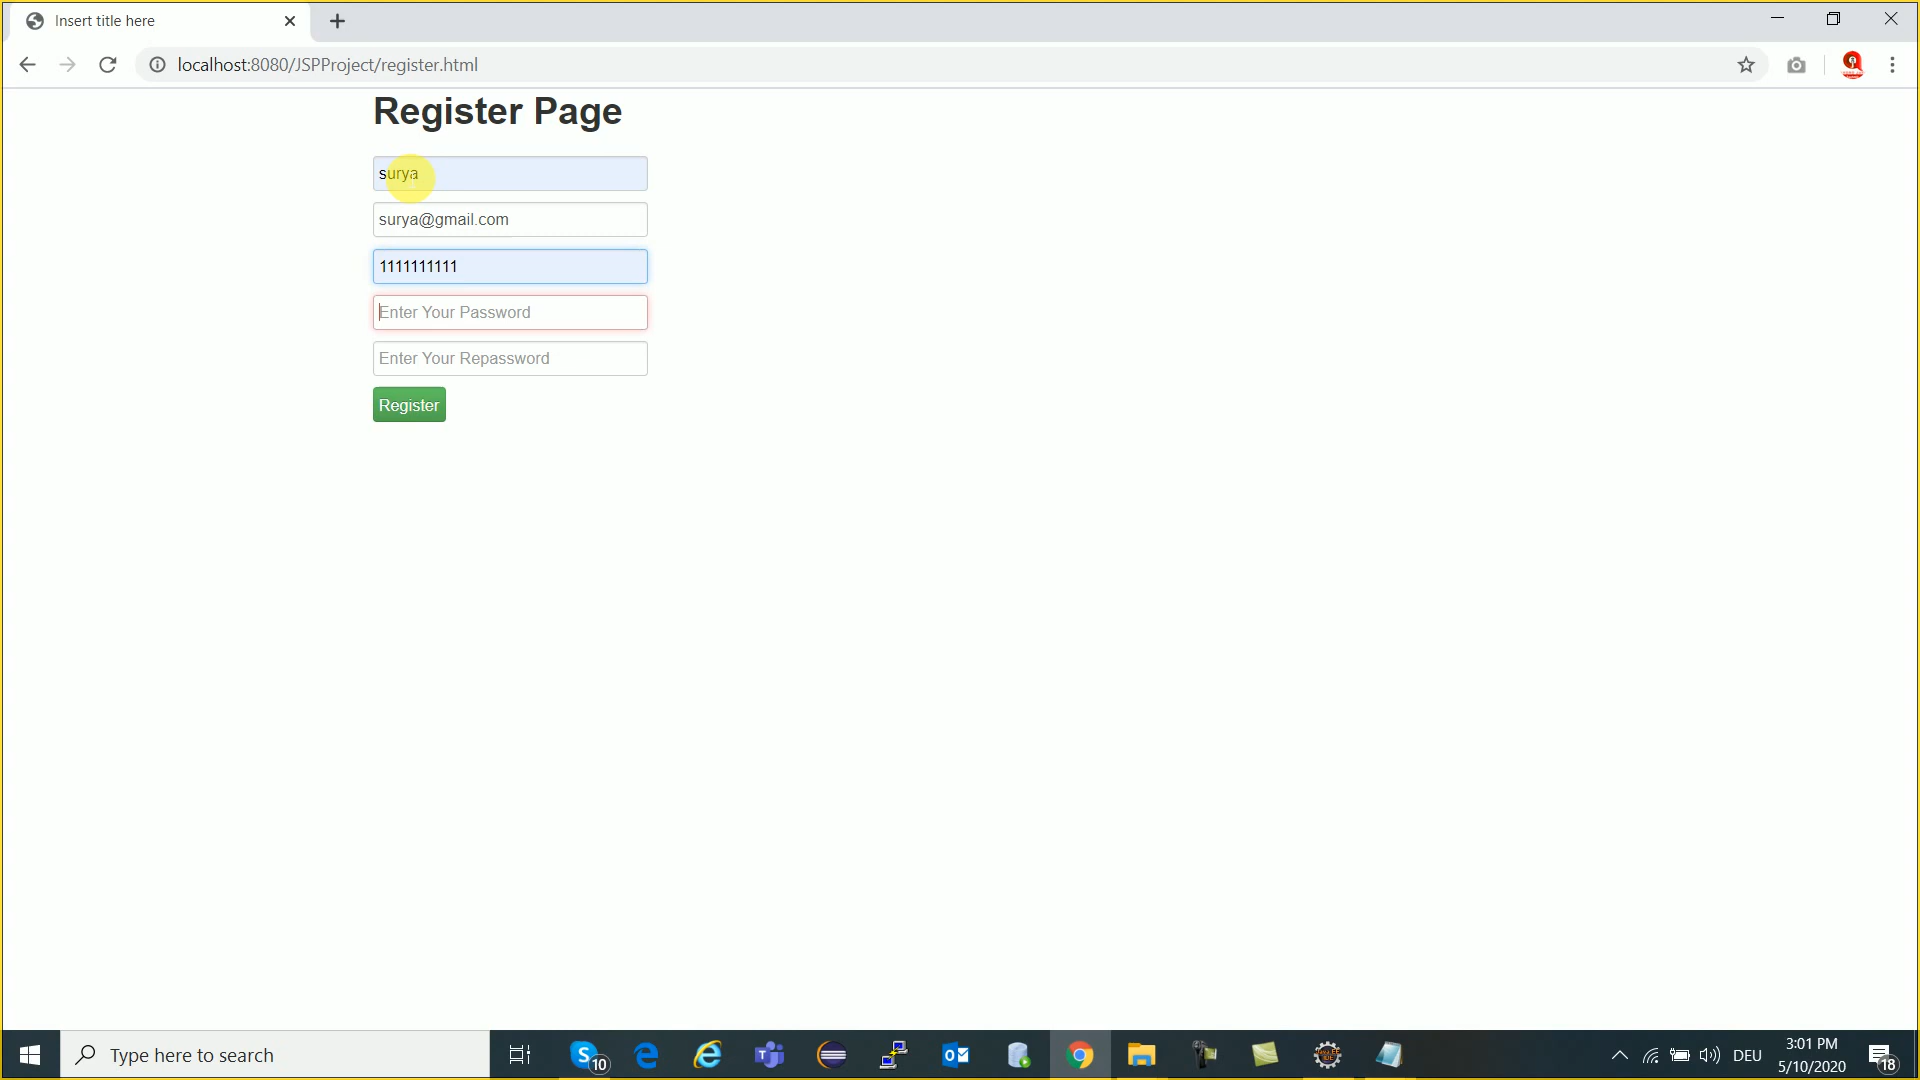 Insert title here
localhost:8080/JSPProject/register.html
Register Page
surya
surya@gmail.com
1111111111
Enter Your Password
Enter Your Repassword
Register
Type here to search
10
DEU
3:01 PM
5/10/2020
18